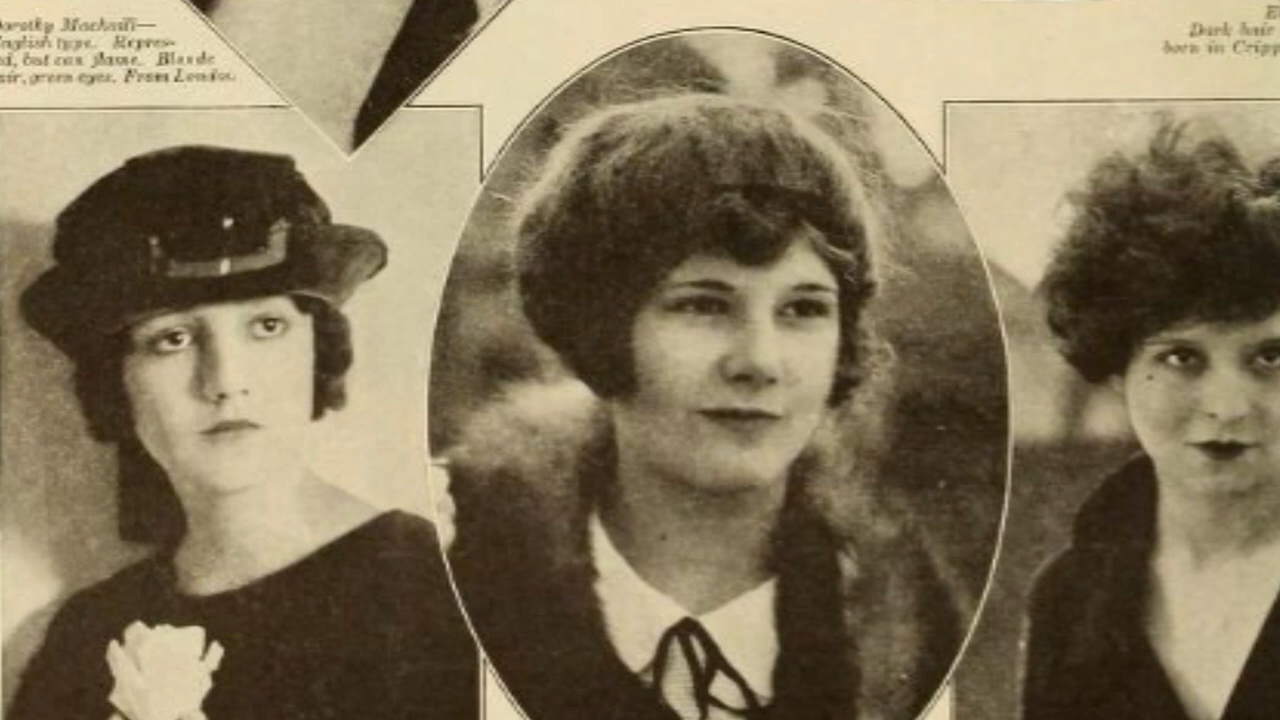 Dorothy Mackaill—
English type. Repres-
ed, but can flame. Blonde
air, green eyes. From London.
E
Dark hair
born in Cripp